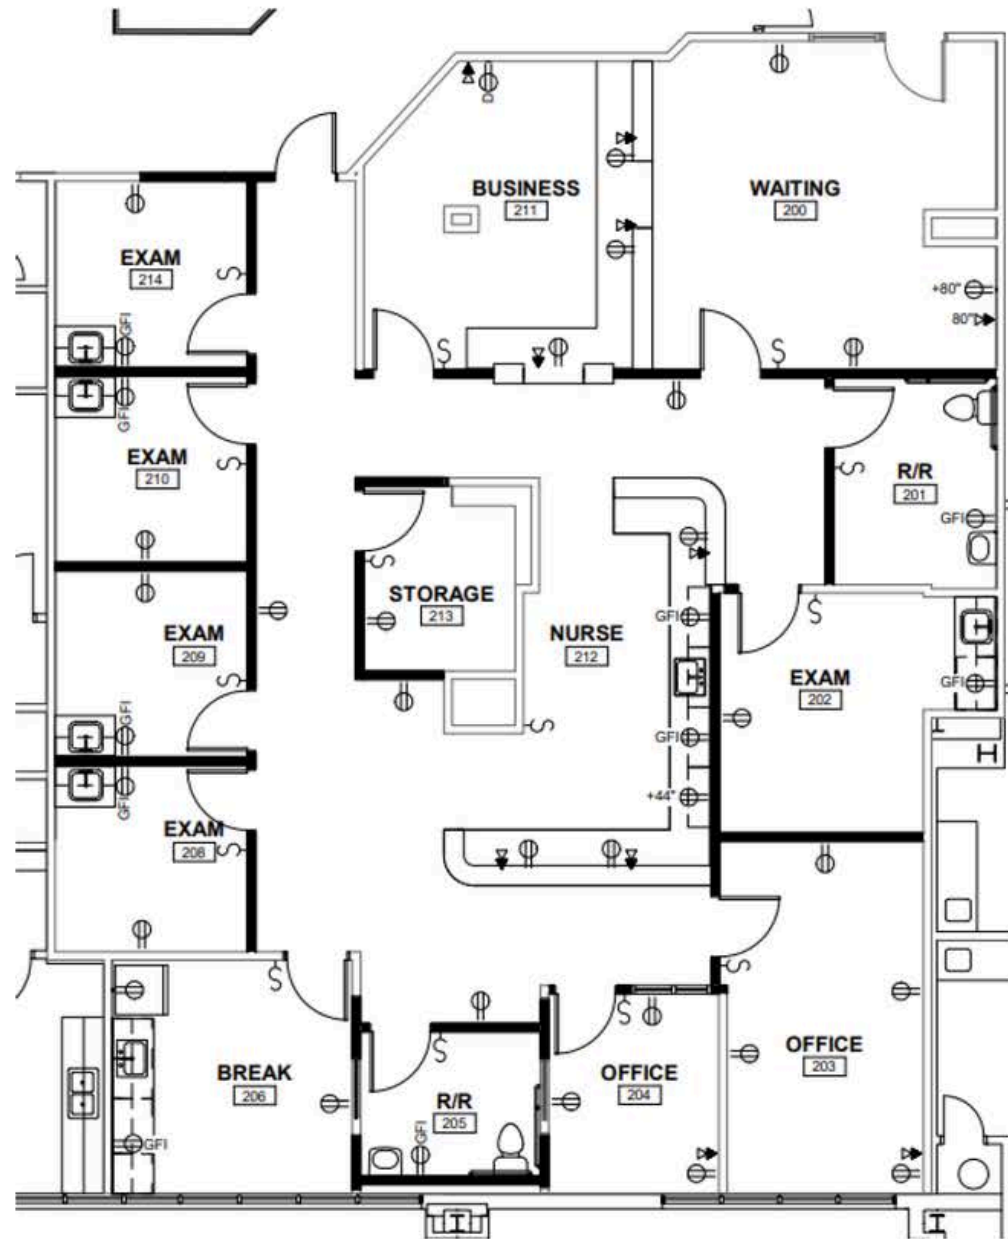 D
BUSINESS
211
WAITING
200
EXAM
214
+80"
80"
GFI
GFI
EXAM
210
R/R
201
GFI
STORAGE
213
NURSE
212
GFI
EXAM
209
EXAM
202
GFI
GFI
GFI
GFI
+44"
EXAM
208
OFFICE
203
BREAK
206
OFFICE
204
R/R
205
GFI
GFI